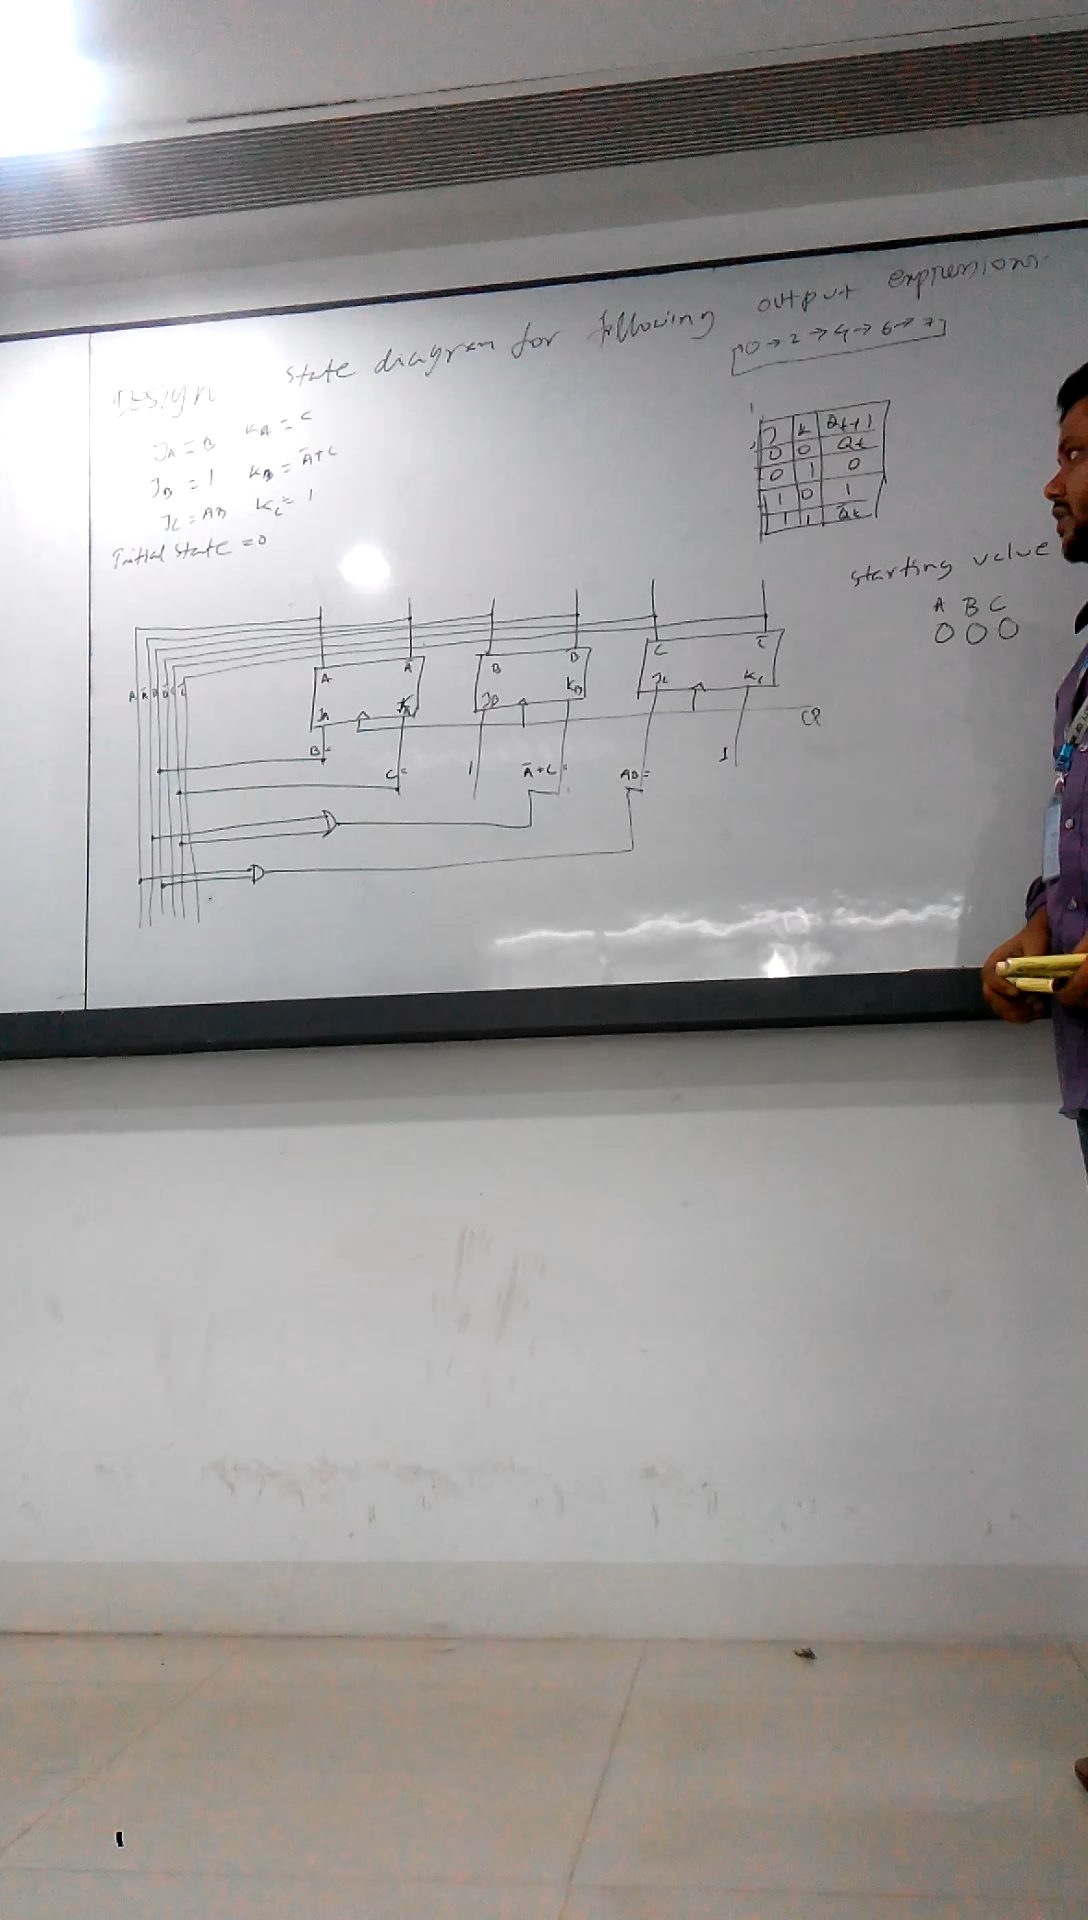 Design state diagram for following output expressions
[0→2→4→6→7]
JA = B KA = C
JB = 1 KB = Ā+C
JC = AB KC = 1
Initial state = 0
J K Qt+1
0 0 Qt
0 1 0
1 0 1
1 1 Q̄t
starting value
A B C
0 0 0
A Ā B B̄ C C̄
JA KA
JB KB
JC KC
CP
B= C= 1 Ā+C= AB= 1